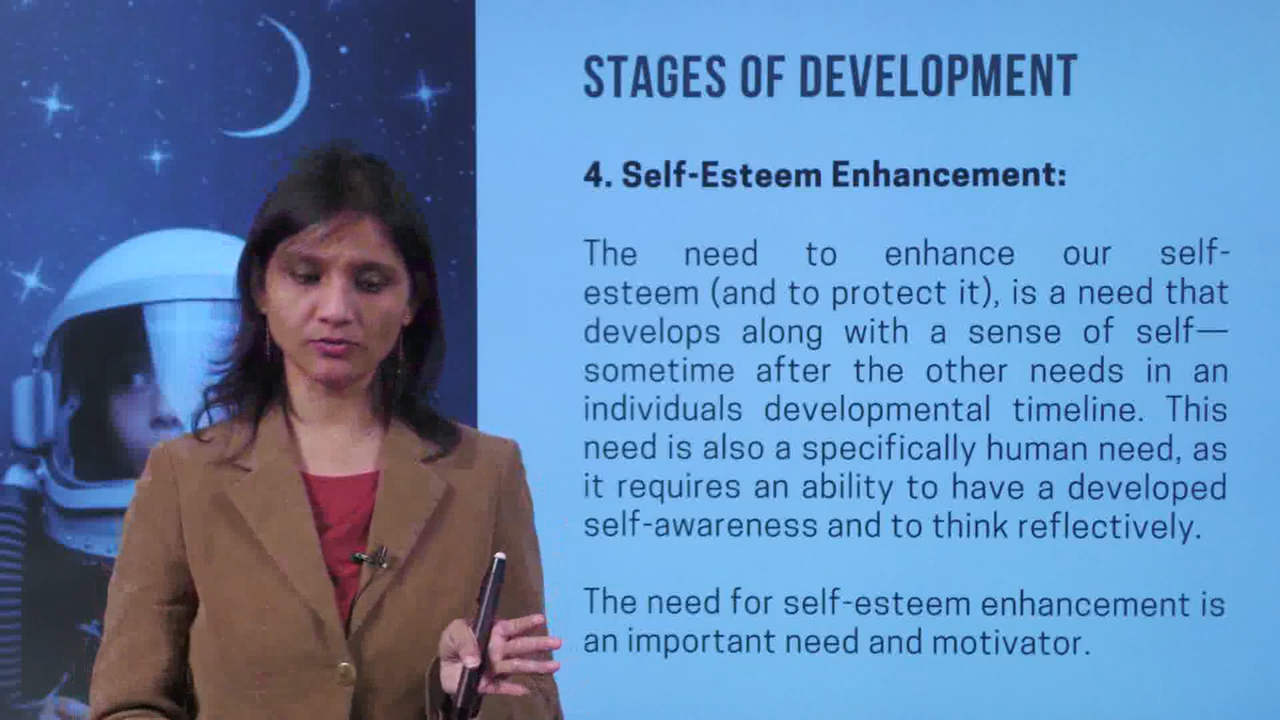 STAGES OF DEVELOPMENT
4. Self-Esteem Enhancement:
The need to enhance our self-
esteem (and to protect it), is a need that
develops along with a sense of self—
sometime after the other needs in an
individuals developmental timeline. This
need is also a specifically human need, as
it requires an ability to have a developed
self-awareness and to think reflectively.
The need for self-esteem enhancement is
an important need and motivator.